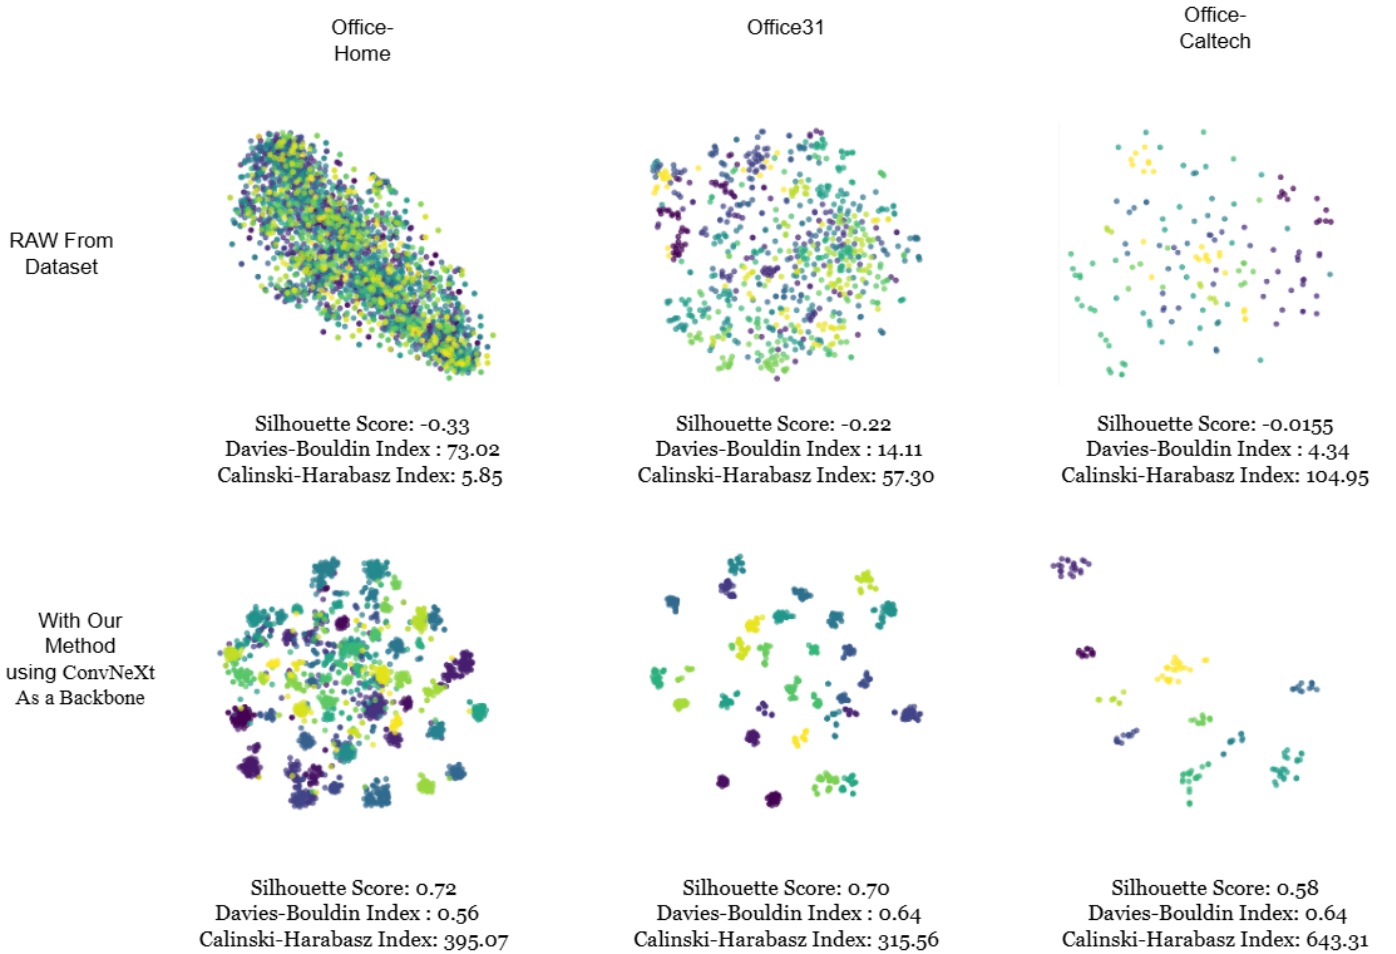 Office-
Home
Office31
Office-
Caltech
RAW From
Dataset
Silhouette Score: -0.33
Davies-Bouldin Index : 73.02
Calinski-Harabasz Index: 5.85
Silhouette Score: -0.22
Davies-Bouldin Index : 14.11
Calinski-Harabasz Index: 57.30
Silhouette Score: -0.0155
Davies-Bouldin Index : 4.34
Calinski-Harabasz Index: 104.95
With Our
Method
using ConvNeXt
As a Backbone
Silhouette Score: 0.72
Davies-Bouldin Index : 0.56
Calinski-Harabasz Index: 395.07
Silhouette Score: 0.70
Davies-Bouldin Index : 0.64
Calinski-Harabasz Index: 315.56
Silhouette Score: 0.58
Davies-Bouldin Index: 0.64
Calinski-Harabasz Index: 643.31